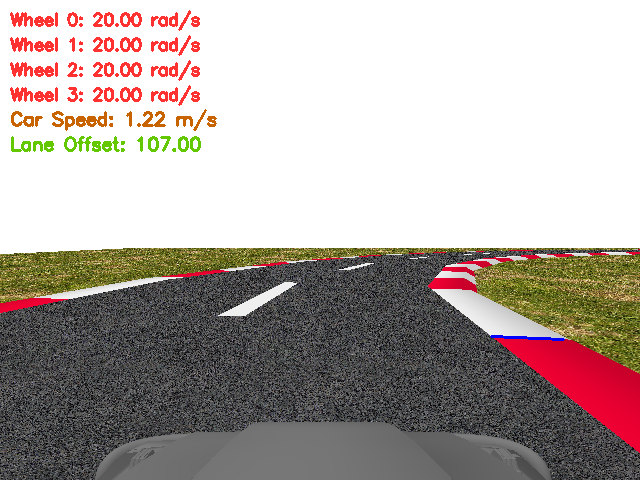 Wheel 0: 20.00 rad/s
Wheel 1: 20.00 rad/s
Wheel 2: 20.00 rad/s
Wheel 3: 20.00 rad/s
Car Speed: 1.22 m/s
Lane Offset: 107.00